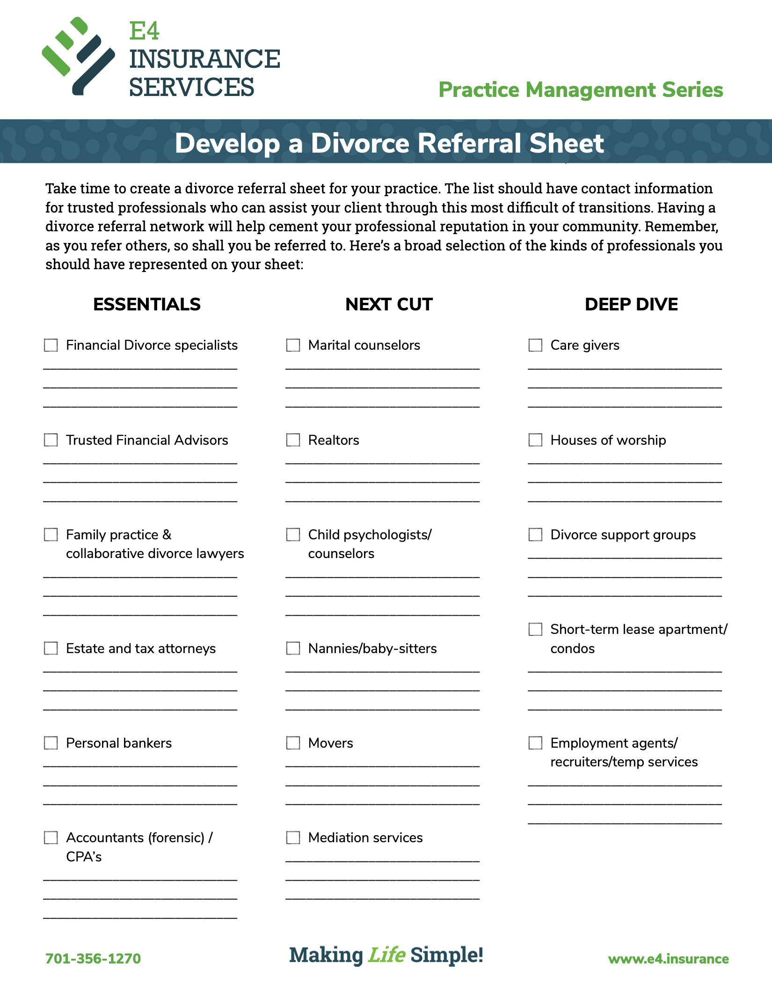 E4
INSURANCE
SERVICES
Practice Management Series
Develop a Divorce Referral Sheet
Take time to create a divorce referral sheet for your practice. The list should have contact information
for trusted professionals who can assist your client through this most difficult of transitions. Having a
divorce referral network will help cement your professional reputation in your community. Remember,
as you refer others, so shall you be referred to. Here’s a broad selection of the kinds of professionals you
should have represented on your sheet:
ESSENTIALS
Financial Divorce specialists
Trusted Financial Advisors
Family practice &
collaborative divorce lawyers
Estate and tax attorneys
Personal bankers
Accountants (forensic) /
CPA’s
NEXT CUT
Marital counselors
Realtors
Child psychologists/
counselors
Nannies/baby-sitters
Movers
Mediation services
DEEP DIVE
Care givers
Houses of worship
Divorce support groups
Short-term lease apartment/
condos
Employment agents/
recruiters/temp services
701-356-1270
Making Life Simple!
www.e4.insurance